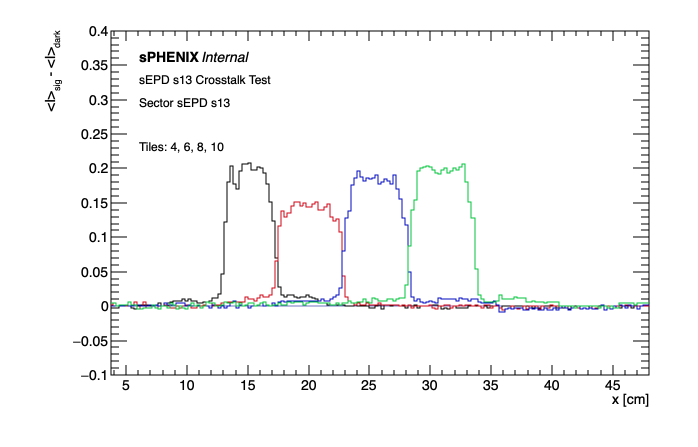 <I>sig - <I>dark
0.4
0.35
0.3
0.25
0.2
0.15
0.1
0.05
0
−0.05
−0.1
sPHENIX Internal
sEPD s13 Crosstalk Test
Sector sEPD s13
Tiles: 4, 6, 8, 10
5 10 15 20 25 30 35 40 45
x [cm]